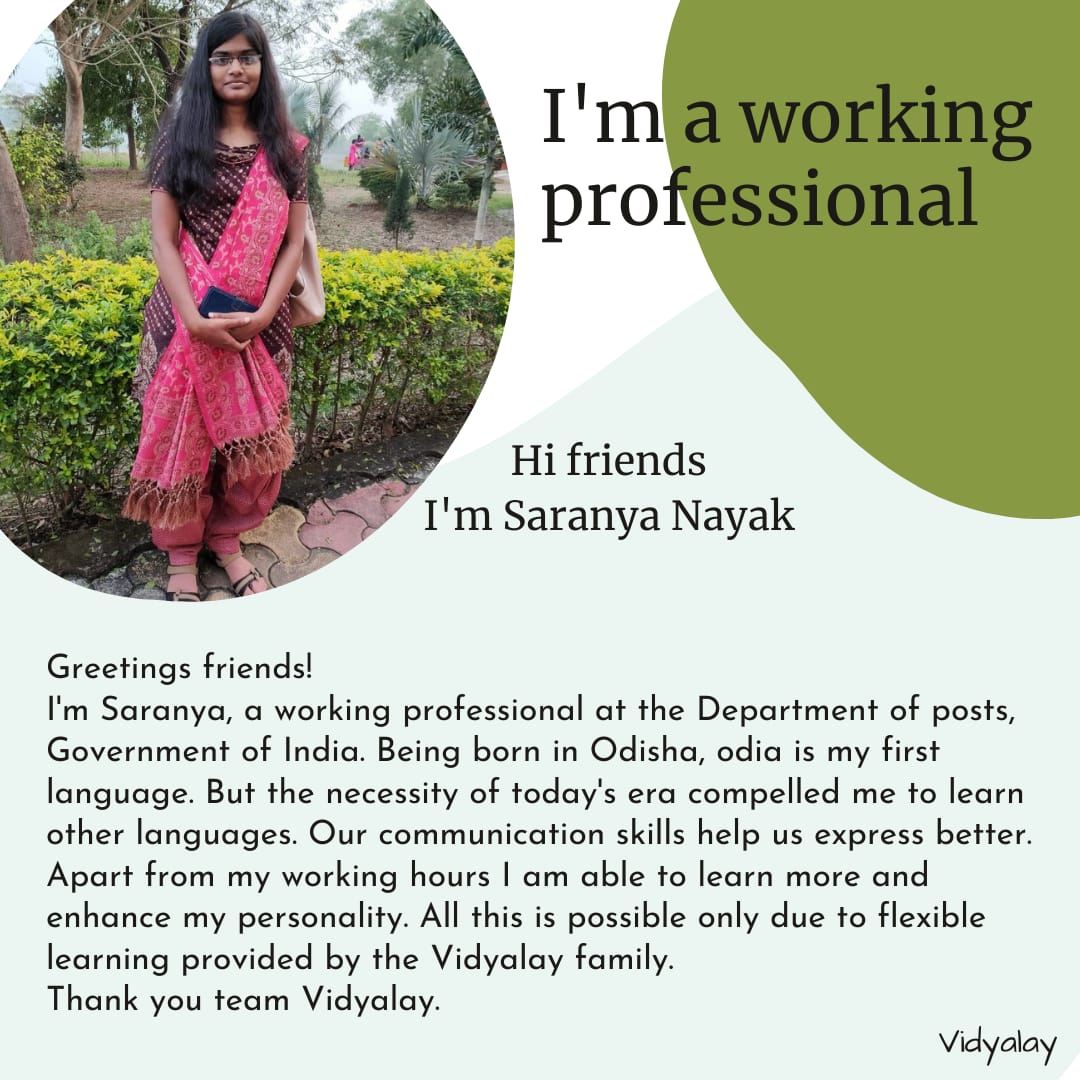 I'm a working
professional
Hi friends
I'm Saranya Nayak
Greetings friends!
I'm Saranya, a working professional at the Department of posts,
Government of India. Being born in Odisha, odia is my first
language. But the necessity of today's era compelled me to learn
other languages. Our communication skills help us express better.
Apart from my working hours I am able to learn more and
enhance my personality. All this is possible only due to flexible
learning provided by the Vidyalay family.
Thank you team Vidyalay.
Vidyalay